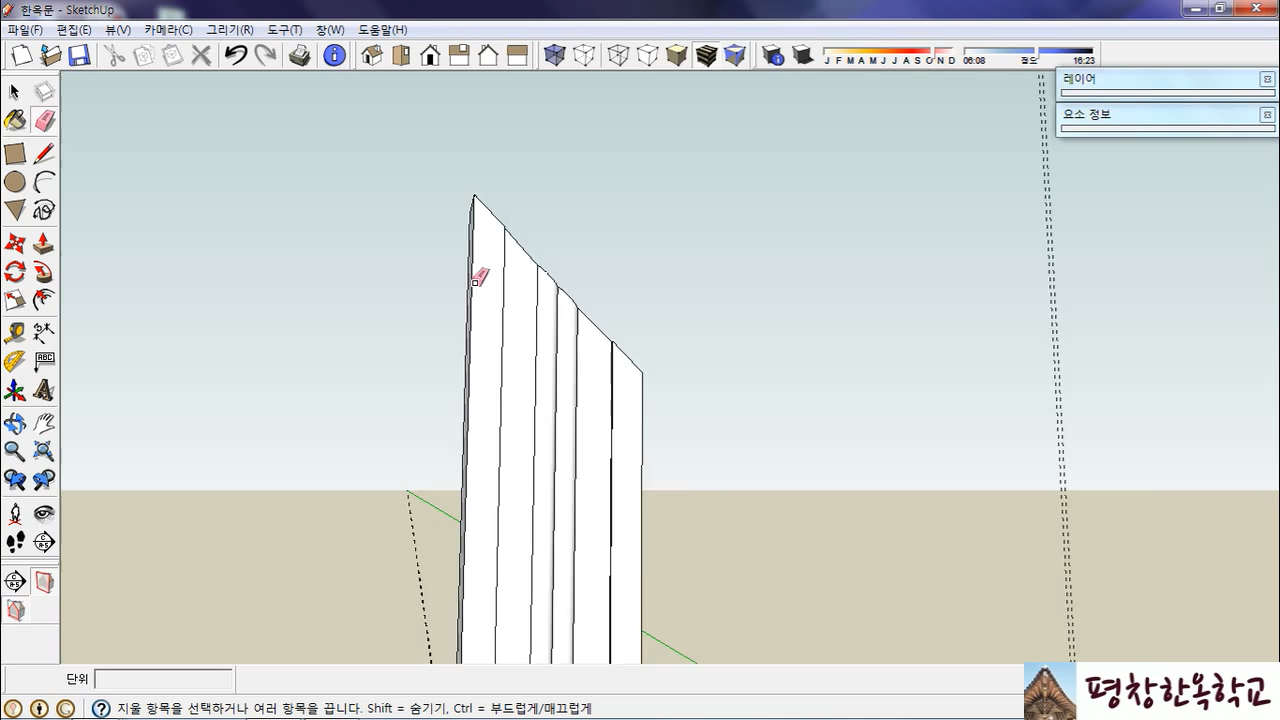 한옥문 - SketchUp
파일(F) 편집(E) 뷰(V) 카메라(C) 그리기(R) 도구(T) 창(W) 도움말(H)
J F M A M J J A S O N D 06:08 정오 16:23
레이어
요소 정보
ABC
단위
지울 항목을 선택하거나 여러 항목을 끕니다. Shift = 숨기기, Ctrl = 부드럽게/매끄럽게
평창한옥학교